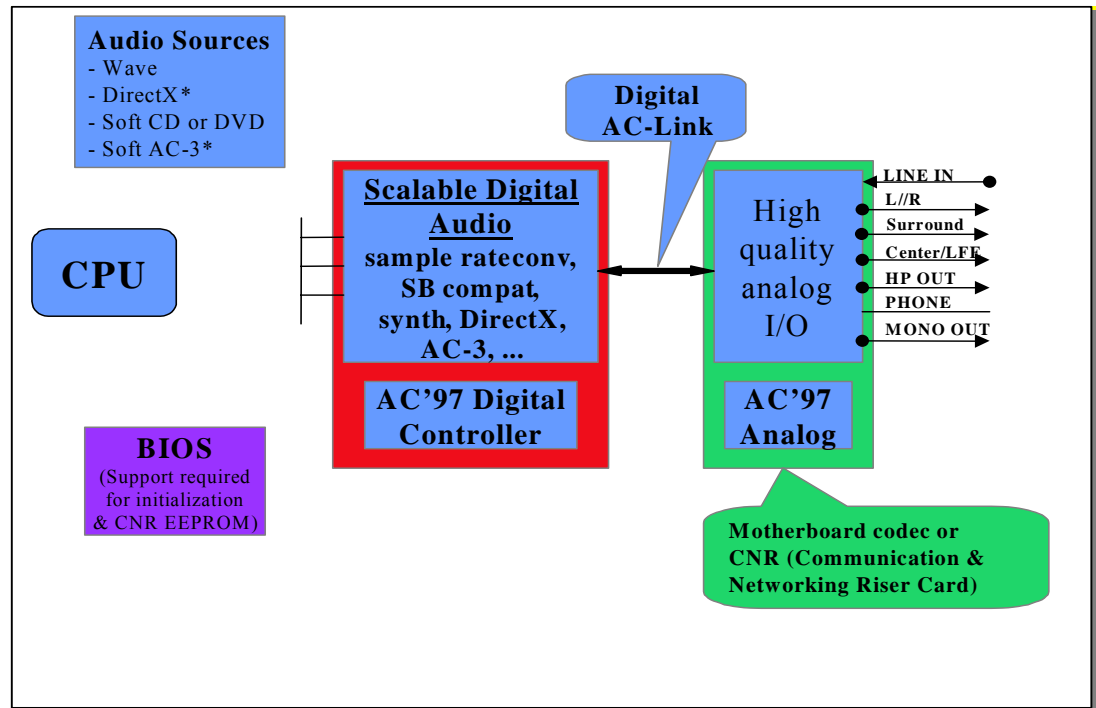 Audio Sources
- Wave
- DirectX*
- Soft CD or DVD
- Soft AC-3*
CPU
BIOS
(Support required
for initialization
& CNR EEPROM)
Scalable Digital
Audio
sample rateconv,
SB compat,
synth, DirectX,
AC-3, ...
AC’97 Digital
Controller
Digital
AC-Link
High
quality
analog
I/O
AC’97
Analog
LINE IN
L//R
Surround
Center/LFE
HP OUT
PHONE
MONO OUT
Motherboard codec or
CNR (Communication &
Networking Riser Card)